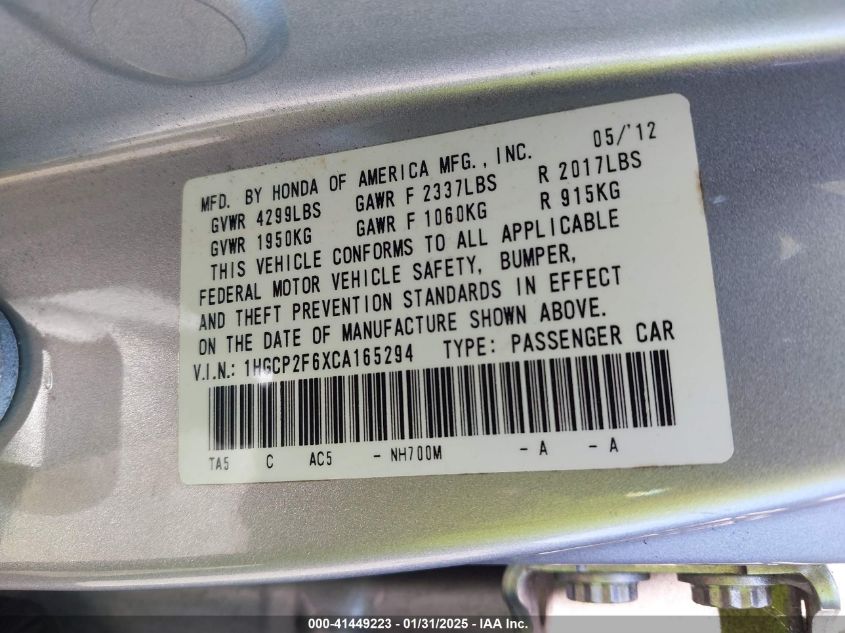 MFD. BY HONDA OF AMERICA MFG., INC. 05/'12
GVWR 4299LBS GAWR F 2337LBS R 2017LBS
GVWR 1950KG GAWR F 1060KG R 915KG
THIS VEHICLE CONFORMS TO ALL APPLICABLE
FEDERAL MOTOR VEHICLE SAFETY, BUMPER,
AND THEFT PREVENTION STANDARDS IN EFFECT
ON THE DATE OF MANUFACTURE SHOWN ABOVE.
V.I.N.: 1HGCP2F6XCA165294 TYPE: PASSENGER CAR
TA5 C AC5 - NH700M - A - A
000-41449223 - 01/31/2025 - IAA Inc.